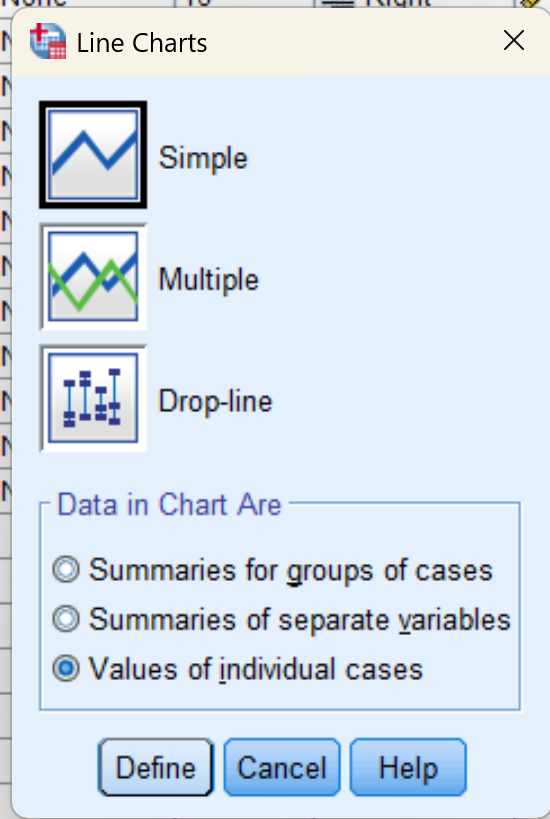 Line Charts
Simple
Multiple
Drop-line
Data in Chart Are
Summaries for groups of cases
Summaries of separate variables
Values of individual cases
Define Cancel Help